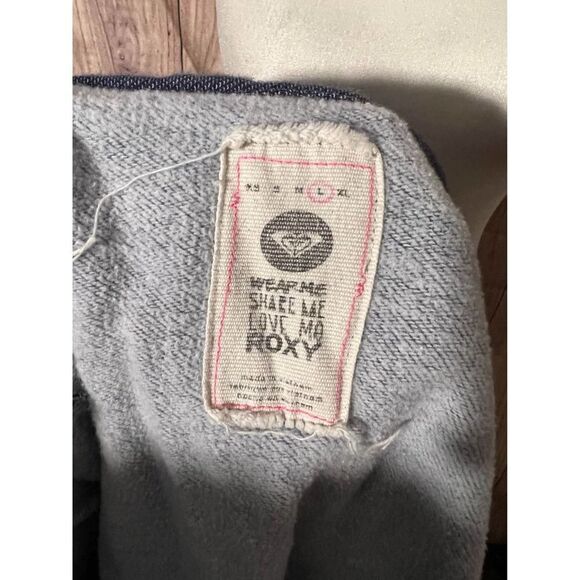 XS S M L XL
WEAR ME
SHARE ME
LOVE ME
ROXY
made in vietnam